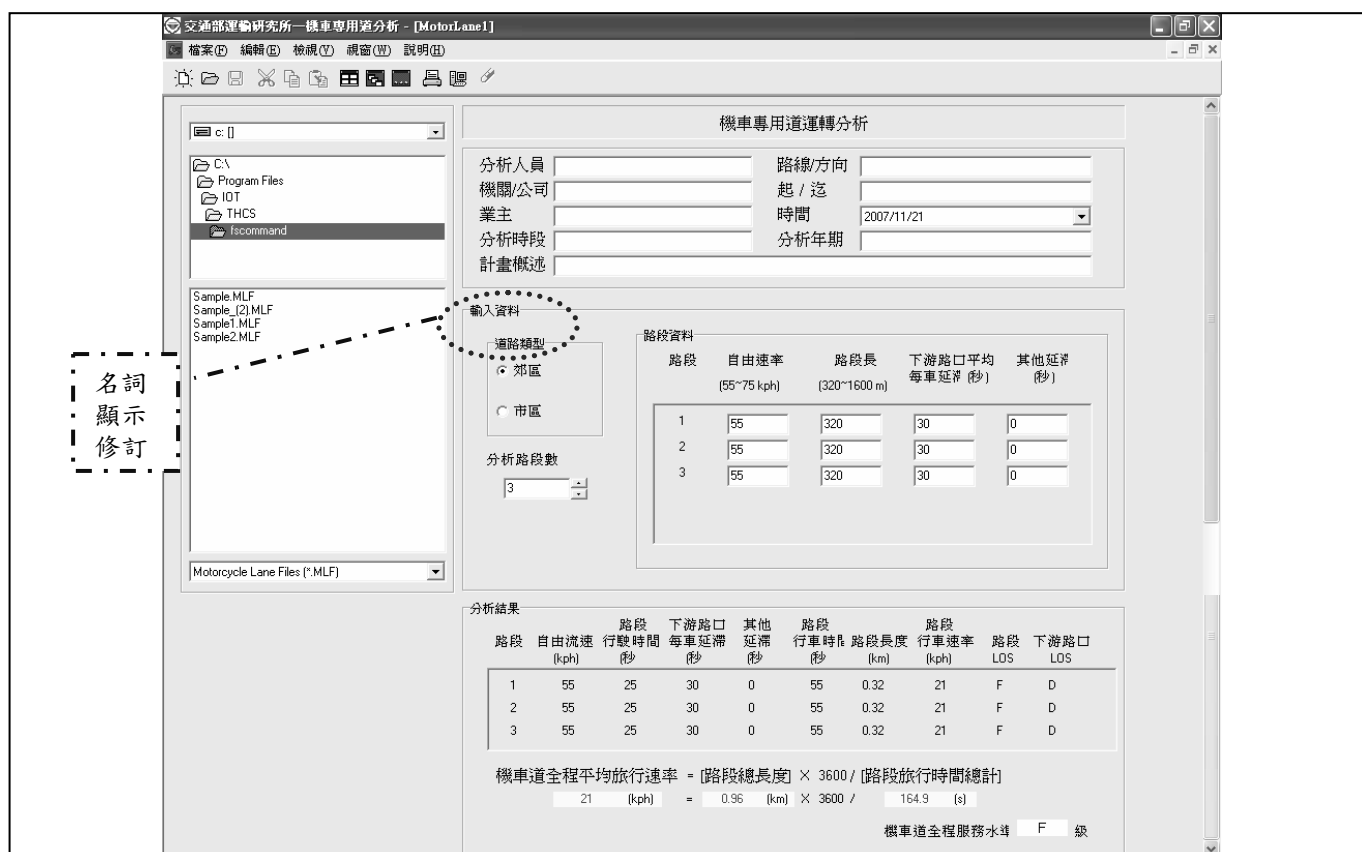 交通部運輸研究所—機車專用道分析 - [MotorLane1]
檔案(F) 編輯(E) 檢視(V) 視窗(W) 說明(H)
c: []
C:\
Program Files
IOT
THCS
fscommand
Sample.MLF
Sample_(2).MLF
Sample1.MLF
Sample2.MLF
Motorcycle Lane Files (*.MLF)
名詞
顯示
修訂
機車專用道運轉分析
分析人員 路線/方向
機關/公司 起 / 迄
業主 時間 2007/11/21
分析時段 分析年期
計畫概述
輸入資料
道路類型
郊區
市區
分析路段數
3
路段資料
路段 自由速率 路段長 下游路口平均 其他延滯
(55~75 kph) (320~1600 m) 每車延滯 (秒) (秒)
1 55 320 30 0
2 55 320 30 0
3 55 320 30 0
分析結果
路段 下游路口 其他 路段 路段
路段 自由流速 行駛時間 每車延滯 延滯 行車時間 路段長度 行車速率 路段 下游路口
(kph) (秒 (秒 (秒 (秒 (km) (kph) LOS LOS
1 55 25 30 0 55 0.32 21 F D
2 55 25 30 0 55 0.32 21 F D
3 55 25 30 0 55 0.32 21 F D
機車道全程平均旅行速率 = [路段總長度] × 3600 / [路段旅行時間總計]
21 (kph) = 0.96 (km) × 3600 / 164.9 (s)
機車道全程服務水準 F 級